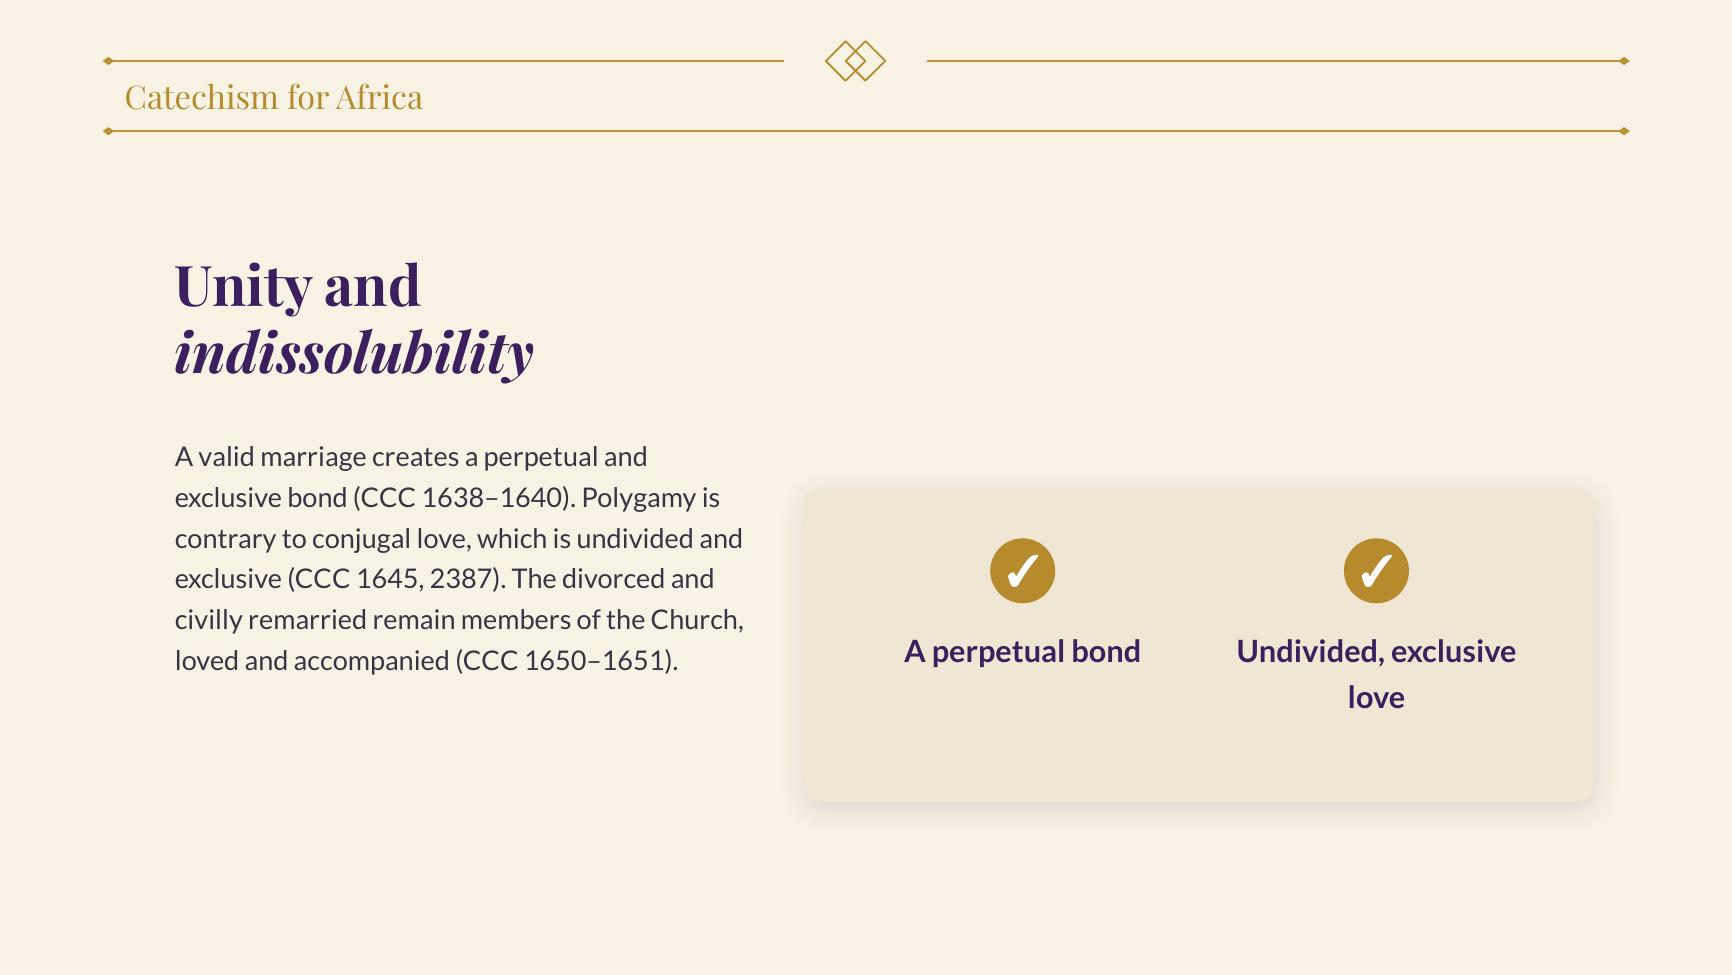 Catechism for Africa
Unity and
indissolubility
A valid marriage creates a perpetual and
exclusive bond (CCC 1638–1640). Polygamy is
contrary to conjugal love, which is undivided and
exclusive (CCC 1645, 2387). The divorced and
civilly remarried remain members of the Church,
loved and accompanied (CCC 1650–1651).
A perpetual bond
Undivided, exclusive
love